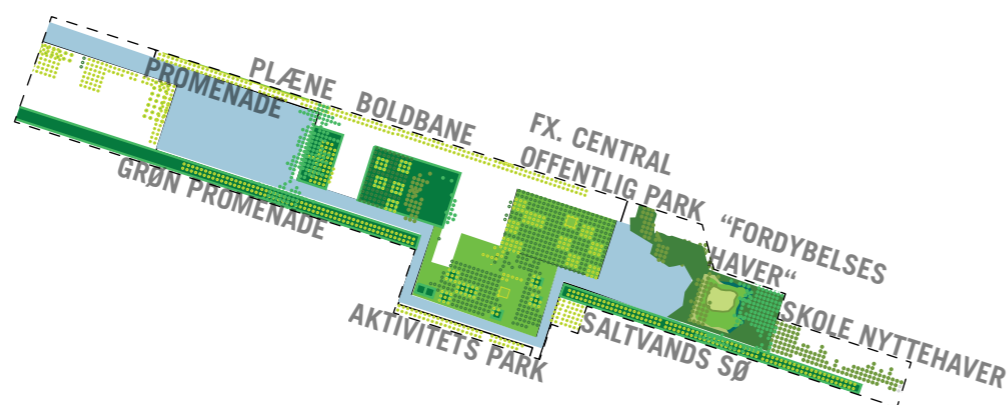 PROMENADE
PLÆNE
BOLDBANE
FX. CENTRAL
OFFENTLIG PARK
“FORDYBELSES
HAVER“
SKOLE NYTTEHAVER
GRØN PROMENADE
AKTIVITETS PARK
SALTVANDS SØ